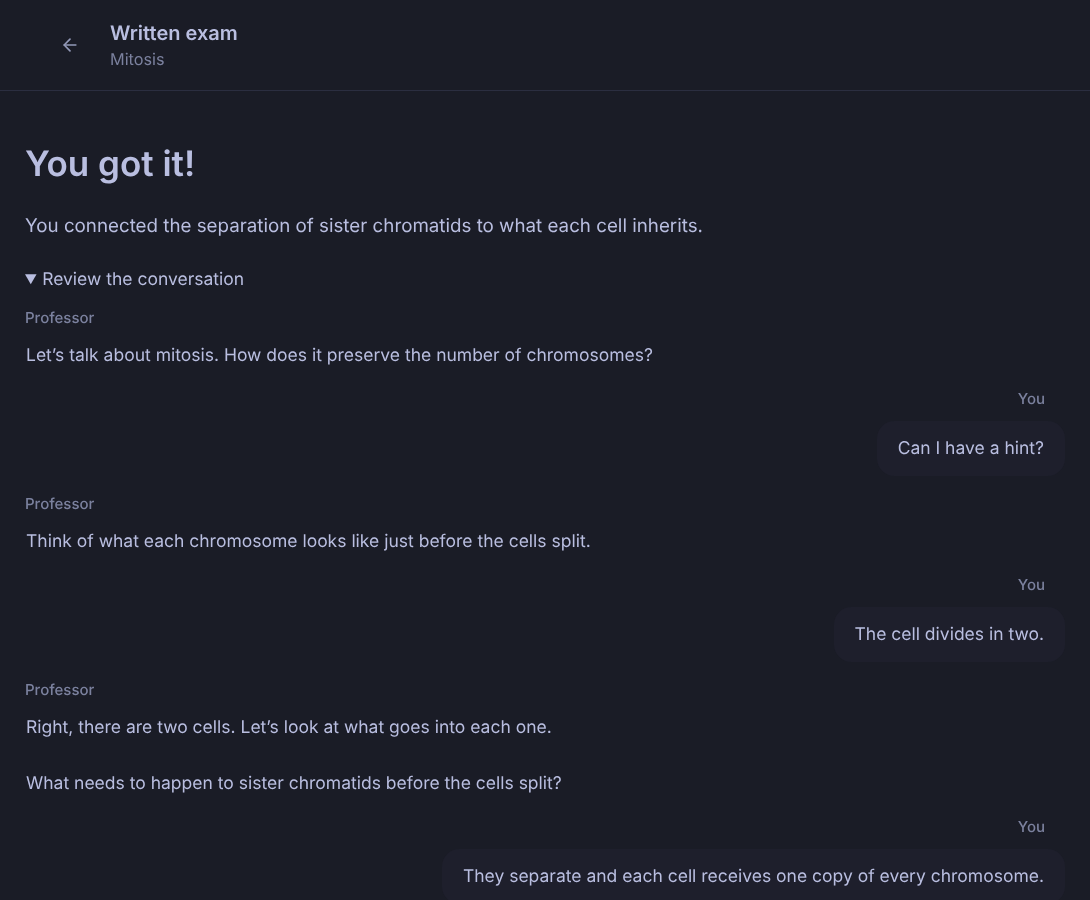 Written exam
Mitosis
You got it!
You connected the separation of sister chromatids to what each cell inherits.
▼ Review the conversation
Professor
Let’s talk about mitosis. How does it preserve the number of chromosomes?
You
Can I have a hint?
Professor
Think of what each chromosome looks like just before the cells split.
You
The cell divides in two.
Professor
Right, there are two cells. Let’s look at what goes into each one.
What needs to happen to sister chromatids before the cells split?
You
They separate and each cell receives one copy of every chromosome.